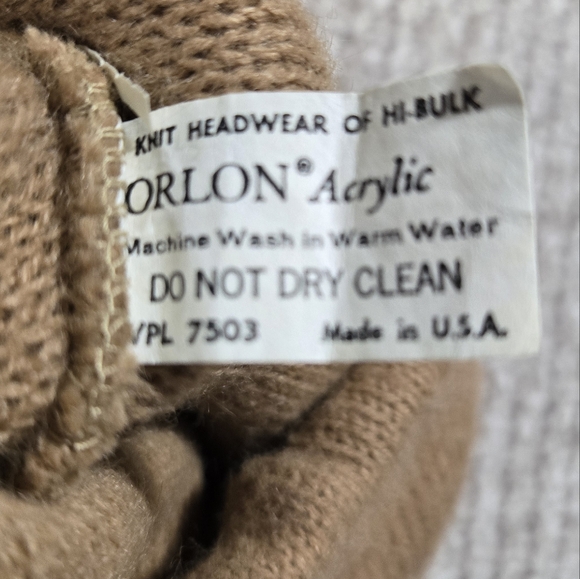 KNIT HEADWEAR OF HI-BULK
ORLON® Acrylic
Machine Wash in Warm Water
DO NOT DRY CLEAN
WPL 7503 Made in U.S.A.